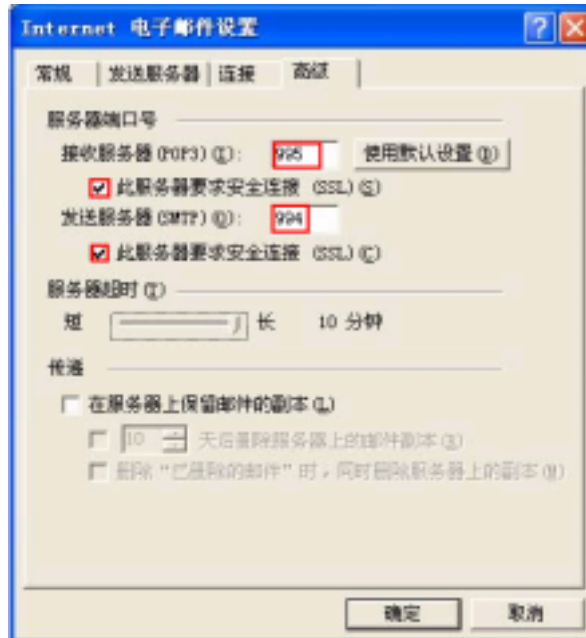 Internet 电子邮件设置
常规 发送服务器 连接 高级
服务器端口号
接收服务器(POP3)(I): 995 使用默认设置(D)
此服务器要求安全连接 (SSL)(S)
发送服务器(SMTP)(O): 994
此服务器要求安全连接 (SSL)(C)
服务器超时(T)
短 长 10 分钟
传递
在服务器上保留邮件的副本(L)
10 天后删除服务器上的邮件副本(R)
删除“已删除的邮件”时，同时删除服务器上的副本(M)
确定 取消